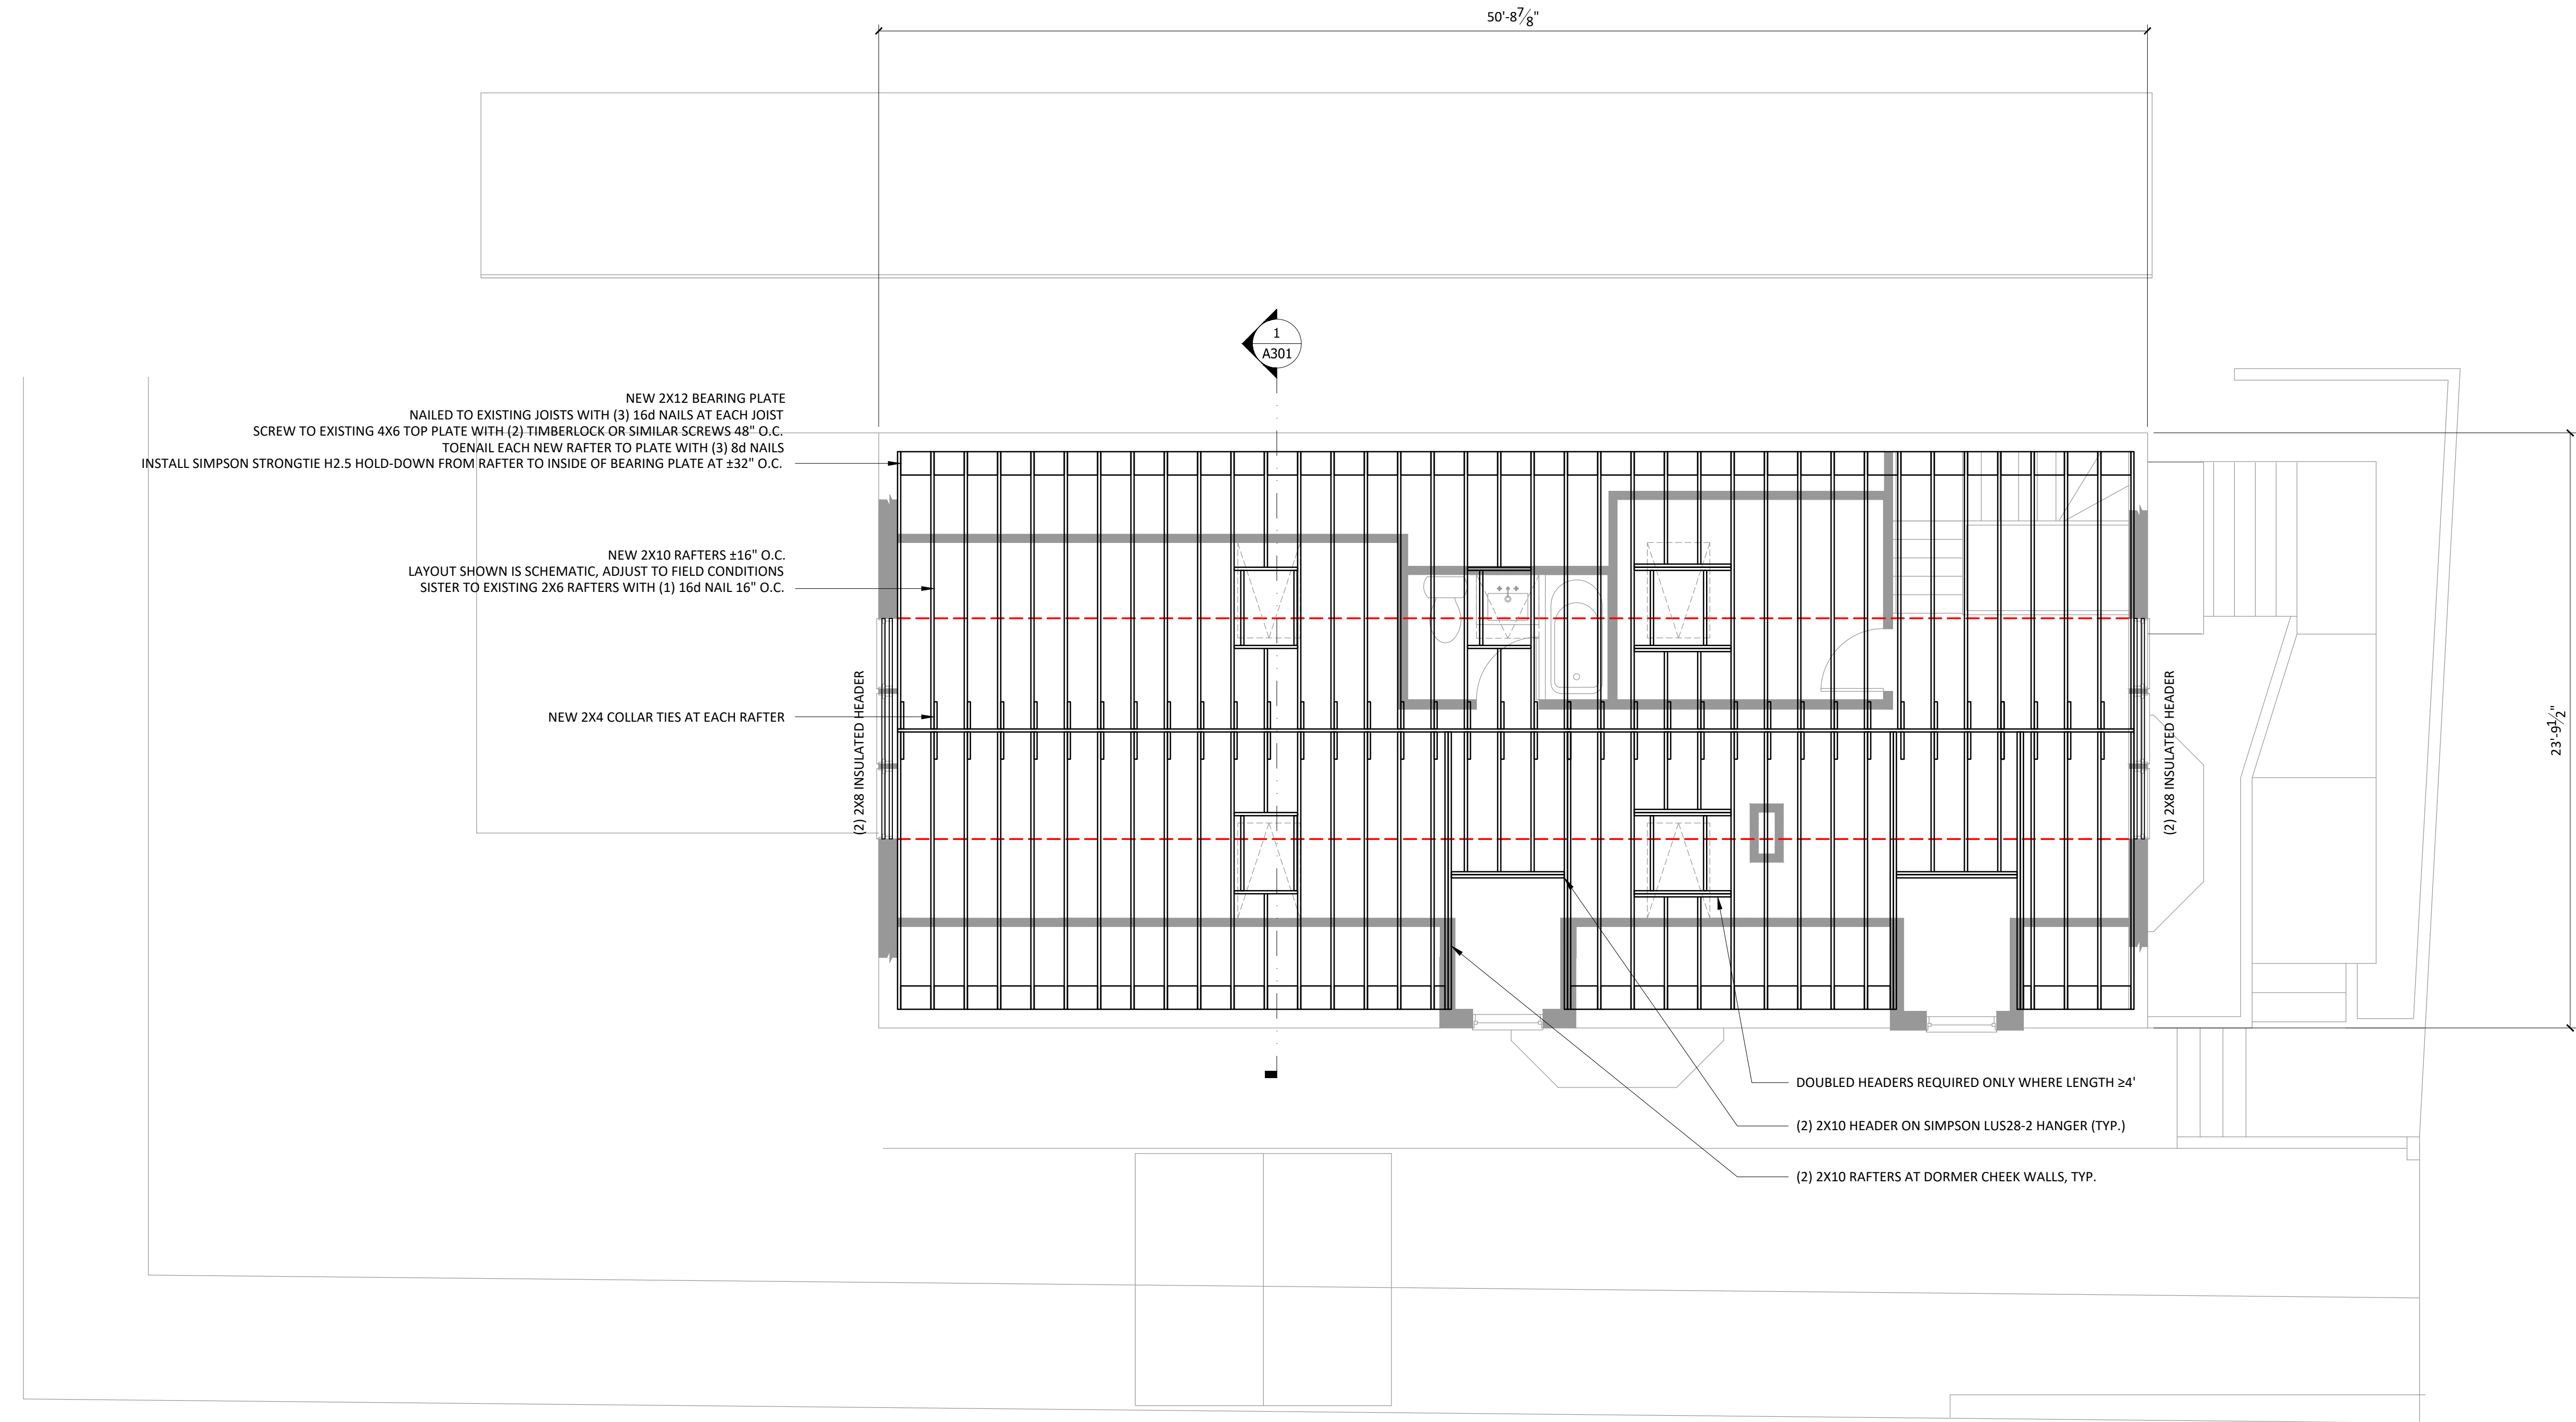 50'-8 7/8"
1
A301
NEW 2X12 BEARING PLATE
NAILED TO EXISTING JOISTS WITH (3) 16d NAILS AT EACH JOIST
SCREW TO EXISTING 4X6 TOP PLATE WITH (2) TIMBERLOCK OR SIMILAR SCREWS 48" O.C.
TOENAIL EACH NEW RAFTER TO PLATE WITH (3) 8d NAILS
INSTALL SIMPSON STRONGTIE H2.5 HOLD-DOWN FROM RAFTER TO INSIDE OF BEARING PLATE AT ±32" O.C.
NEW 2X10 RAFTERS ±16" O.C.
LAYOUT SHOWN IS SCHEMATIC, ADJUST TO FIELD CONDITIONS
SISTER TO EXISTING 2X6 RAFTERS WITH (1) 16d NAIL 16" O.C.
NEW 2X4 COLLAR TIES AT EACH RAFTER
(2) 2X8 INSULATED HEADER
(2) 2X8 INSULATED HEADER
23'-9 1/2"
DOUBLED HEADERS REQUIRED ONLY WHERE LENGTH ≥4'
(2) 2X10 HEADER ON SIMPSON LUS28-2 HANGER (TYP.)
(2) 2X10 RAFTERS AT DORMER CHEEK WALLS, TYP.